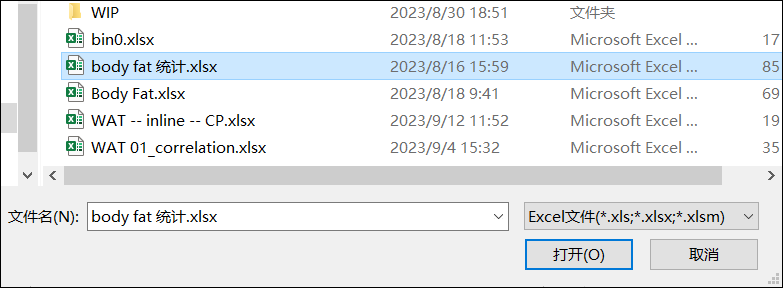 WIP 2023/8/30 18:51 文件夹
bin0.xlsx 2023/8/18 11:53 Microsoft Excel ... 17
body fat 统计.xlsx 2023/8/16 15:59 Microsoft Excel ... 85
Body Fat.xlsx 2023/8/18 9:41 Microsoft Excel ... 69
WAT -- inline -- CP.xlsx 2023/9/12 11:52 Microsoft Excel ... 19
WAT 01_correlation.xlsx 2023/9/4 15:32 Microsoft Excel ... 35
文件名(N): body fat 统计.xlsx Excel文件(*.xls;*.xlsx;*.xlsm)
打开(O) 取消